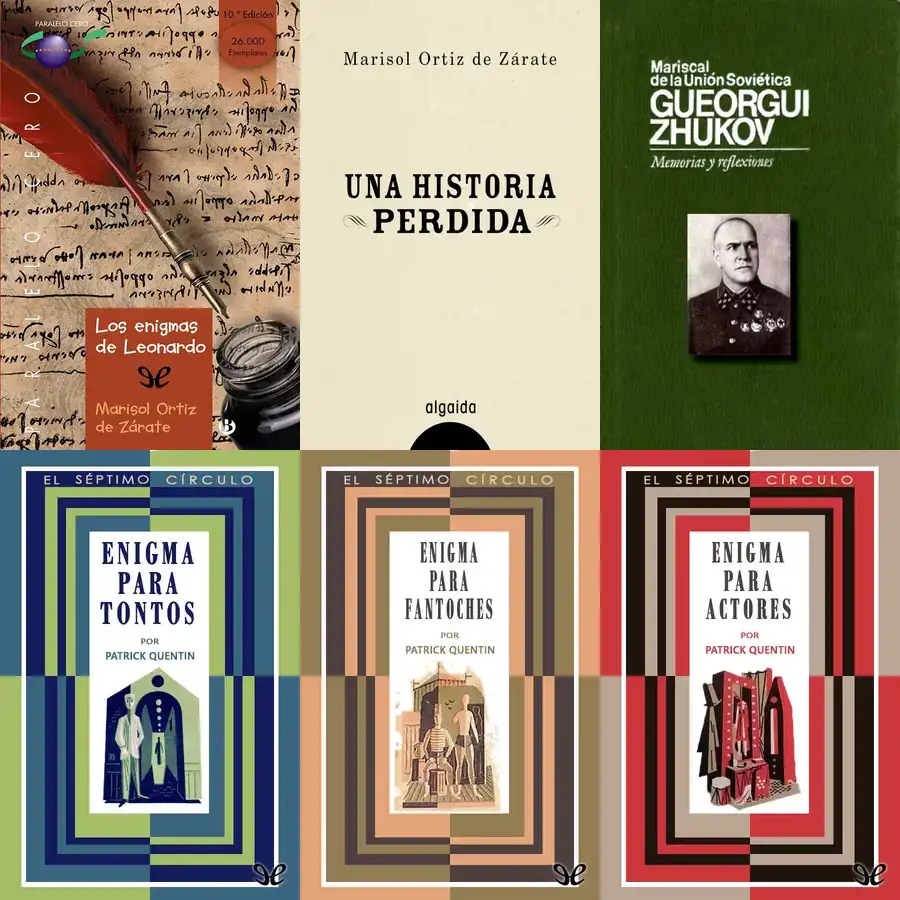 PARALELO CERO
10.ª Edición
26.000
Ejemplares
PARALELO CERO
Los enigmas
de Leonardo
Marisol Ortiz
de Zárate
B
Marisol Ortiz de Zárate
UNA HISTORIA
PERDIDA
algaida
Mariscal
de la Unión Soviética
GUEORGUI
ZHUKOV
Memorias y reflexiones
EL SÉPTIMO CÍRCULO
ENIGMA
PARA
TONTOS
POR
PATRICK QUENTIN
EL SÉPTIMO CÍRCULO
ENIGMA
PARA
FANTOCHES
POR
PATRICK QUENTIN
EL SÉPTIMO CÍRCULO
ENIGMA
PARA
ACTORES
POR
PATRICK QUENTIN